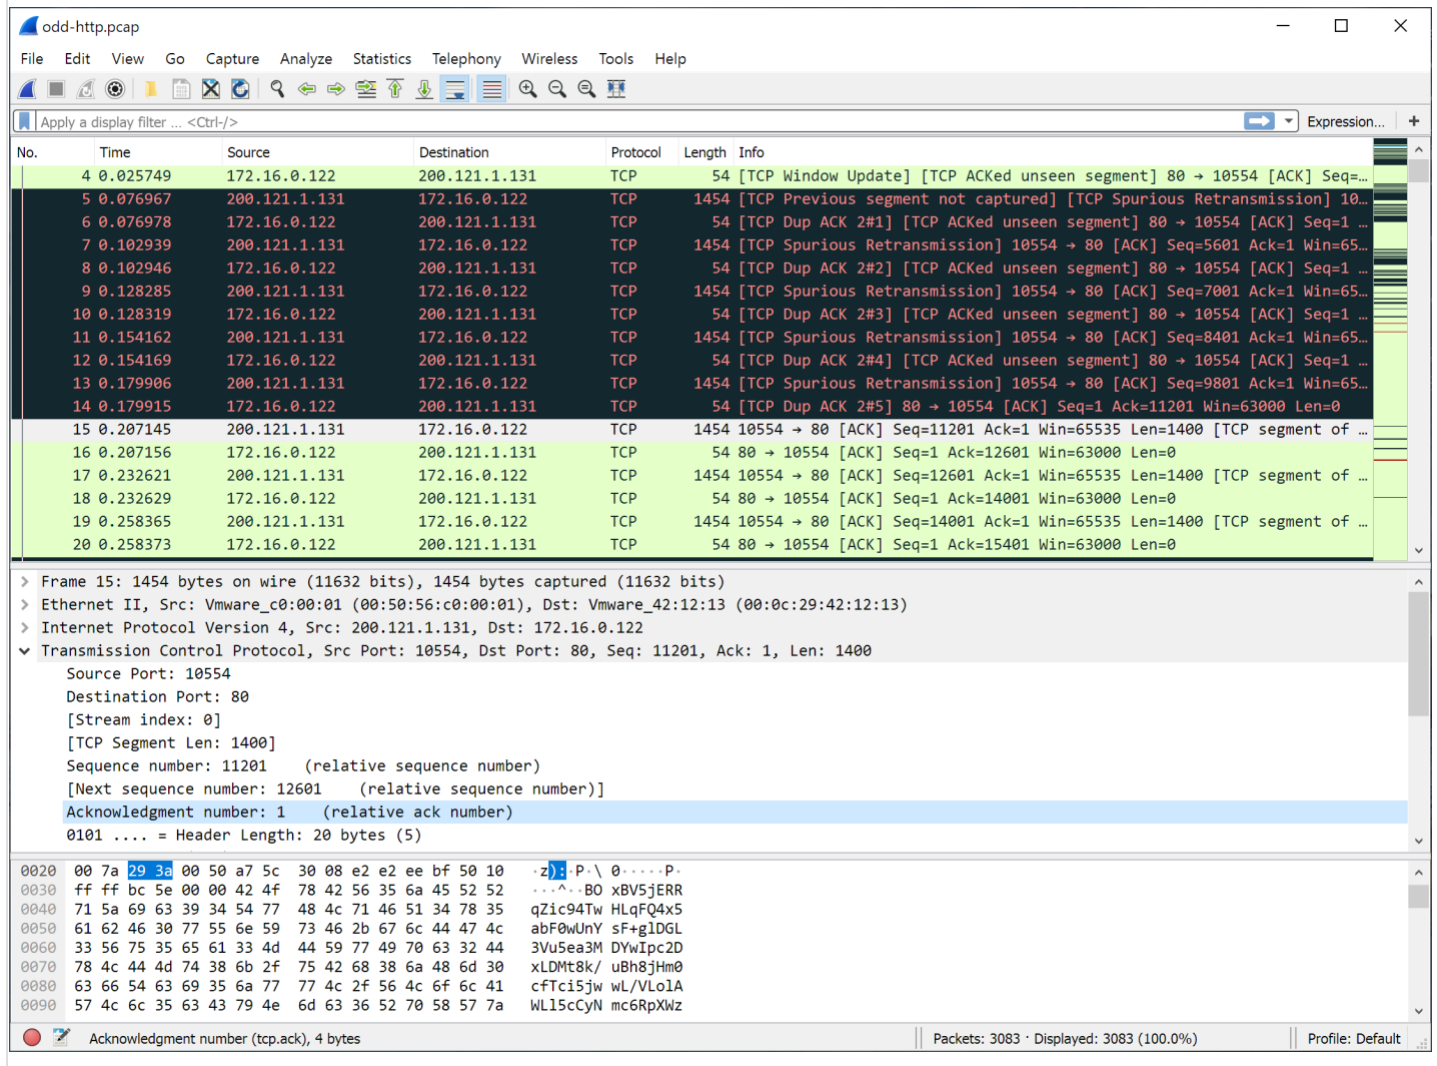 odd-http.pcap
File Edit View Go Capture Analyze Statistics Telephony Wireless Tools Help
Apply a display filter ... <Ctrl-/> Expression... +
No. Time Source Destination Protocol Length Info
4 0.025749 172.16.0.122 200.121.1.131 TCP 54 [TCP Window Update] [TCP ACKed unseen segment] 80 → 10554 [ACK] Seq=…
5 0.076967 200.121.1.131 172.16.0.122 TCP 1454 [TCP Previous segment not captured] [TCP Spurious Retransmission] 10…
6 0.076978 172.16.0.122 200.121.1.131 TCP 54 [TCP Dup ACK 2#1] [TCP ACKed unseen segment] 80 → 10554 [ACK] Seq=1 …
7 0.102939 200.121.1.131 172.16.0.122 TCP 1454 [TCP Spurious Retransmission] 10554 → 80 [ACK] Seq=5601 Ack=1 Win=65…
8 0.102946 172.16.0.122 200.121.1.131 TCP 54 [TCP Dup ACK 2#2] [TCP ACKed unseen segment] 80 → 10554 [ACK] Seq=1 …
9 0.128285 200.121.1.131 172.16.0.122 TCP 1454 [TCP Spurious Retransmission] 10554 → 80 [ACK] Seq=7001 Ack=1 Win=65…
10 0.128319 172.16.0.122 200.121.1.131 TCP 54 [TCP Dup ACK 2#3] [TCP ACKed unseen segment] 80 → 10554 [ACK] Seq=1 …
11 0.154162 200.121.1.131 172.16.0.122 TCP 1454 [TCP Spurious Retransmission] 10554 → 80 [ACK] Seq=8401 Ack=1 Win=65…
12 0.154169 172.16.0.122 200.121.1.131 TCP 54 [TCP Dup ACK 2#4] [TCP ACKed unseen segment] 80 → 10554 [ACK] Seq=1 …
13 0.179906 200.121.1.131 172.16.0.122 TCP 1454 [TCP Spurious Retransmission] 10554 → 80 [ACK] Seq=9801 Ack=1 Win=65…
14 0.179915 172.16.0.122 200.121.1.131 TCP 54 [TCP Dup ACK 2#5] 80 → 10554 [ACK] Seq=1 Ack=11201 Win=63000 Len=0
15 0.207145 200.121.1.131 172.16.0.122 TCP 1454 10554 → 80 [ACK] Seq=11201 Ack=1 Win=65535 Len=1400 [TCP segment of …
16 0.207156 172.16.0.122 200.121.1.131 TCP 54 80 → 10554 [ACK] Seq=1 Ack=12601 Win=63000 Len=0
17 0.232621 200.121.1.131 172.16.0.122 TCP 1454 10554 → 80 [ACK] Seq=12601 Ack=1 Win=65535 Len=1400 [TCP segment of …
18 0.232629 172.16.0.122 200.121.1.131 TCP 54 80 → 10554 [ACK] Seq=1 Ack=14001 Win=63000 Len=0
19 0.258365 200.121.1.131 172.16.0.122 TCP 1454 10554 → 80 [ACK] Seq=14001 Ack=1 Win=65535 Len=1400 [TCP segment of …
20 0.258373 172.16.0.122 200.121.1.131 TCP 54 80 → 10554 [ACK] Seq=1 Ack=15401 Win=63000 Len=0
Frame 15: 1454 bytes on wire (11632 bits), 1454 bytes captured (11632 bits)
Ethernet II, Src: Vmware_c0:00:01 (00:50:56:c0:00:01), Dst: Vmware_42:12:13 (00:0c:29:42:12:13)
Internet Protocol Version 4, Src: 200.121.1.131, Dst: 172.16.0.122
Transmission Control Protocol, Src Port: 10554, Dst Port: 80, Seq: 11201, Ack: 1, Len: 1400
Source Port: 10554
Destination Port: 80
[Stream index: 0]
[TCP Segment Len: 1400]
Sequence number: 11201 (relative sequence number)
[Next sequence number: 12601 (relative sequence number)]
Acknowledgment number: 1 (relative ack number)
0101 .... = Header Length: 20 bytes (5)
0020 00 7a 29 3a 00 50 a7 5c 30 08 e2 e2 ee bf 50 10 ·z):·P·\ 0·····P·
0030 ff ff bc 5e 00 00 42 4f 78 42 56 35 6a 45 52 52 ···^··BO xBV5jERR
0040 71 5a 69 63 39 34 54 77 48 4c 71 46 51 34 78 35 qZic94Tw HLqFQ4x5
0050 61 62 46 30 77 55 6e 59 73 46 2b 67 6c 44 47 4c abF0wUnY sF+glDGL
0060 33 56 75 35 65 61 33 4d 44 59 77 49 70 63 32 44 3Vu5ea3M DYwIpc2D
0070 78 4c 44 4d 74 38 6b 2f 75 42 68 38 6a 48 6d 30 xLDMt8k/ uBh8jHm0
0080 63 66 54 63 69 35 6a 77 77 4c 2f 56 4c 6f 6c 41 cfTci5jw wL/VLolA
0090 57 4c 6c 35 63 43 79 4e 6d 63 36 52 70 58 57 7a WLl5cCyN mc6RpXWz
Acknowledgment number (tcp.ack), 4 bytes Packets: 3083 · Displayed: 3083 (100.0%) Profile: Default